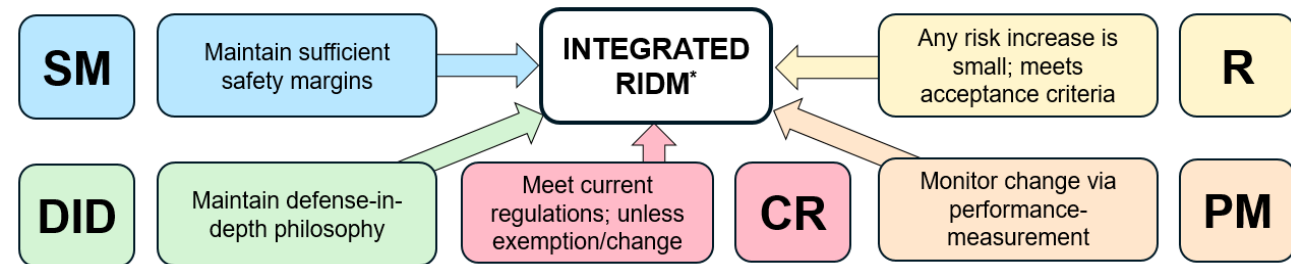 SM
Maintain sufficient
safety margins
INTEGRATED
RIDM*
Any risk increase is
small; meets
acceptance criteria
R
DID
Maintain defense-in-
depth philosophy
Meet current
regulations; unless
exemption/change
CR
Monitor change via
performance-
measurement
PM